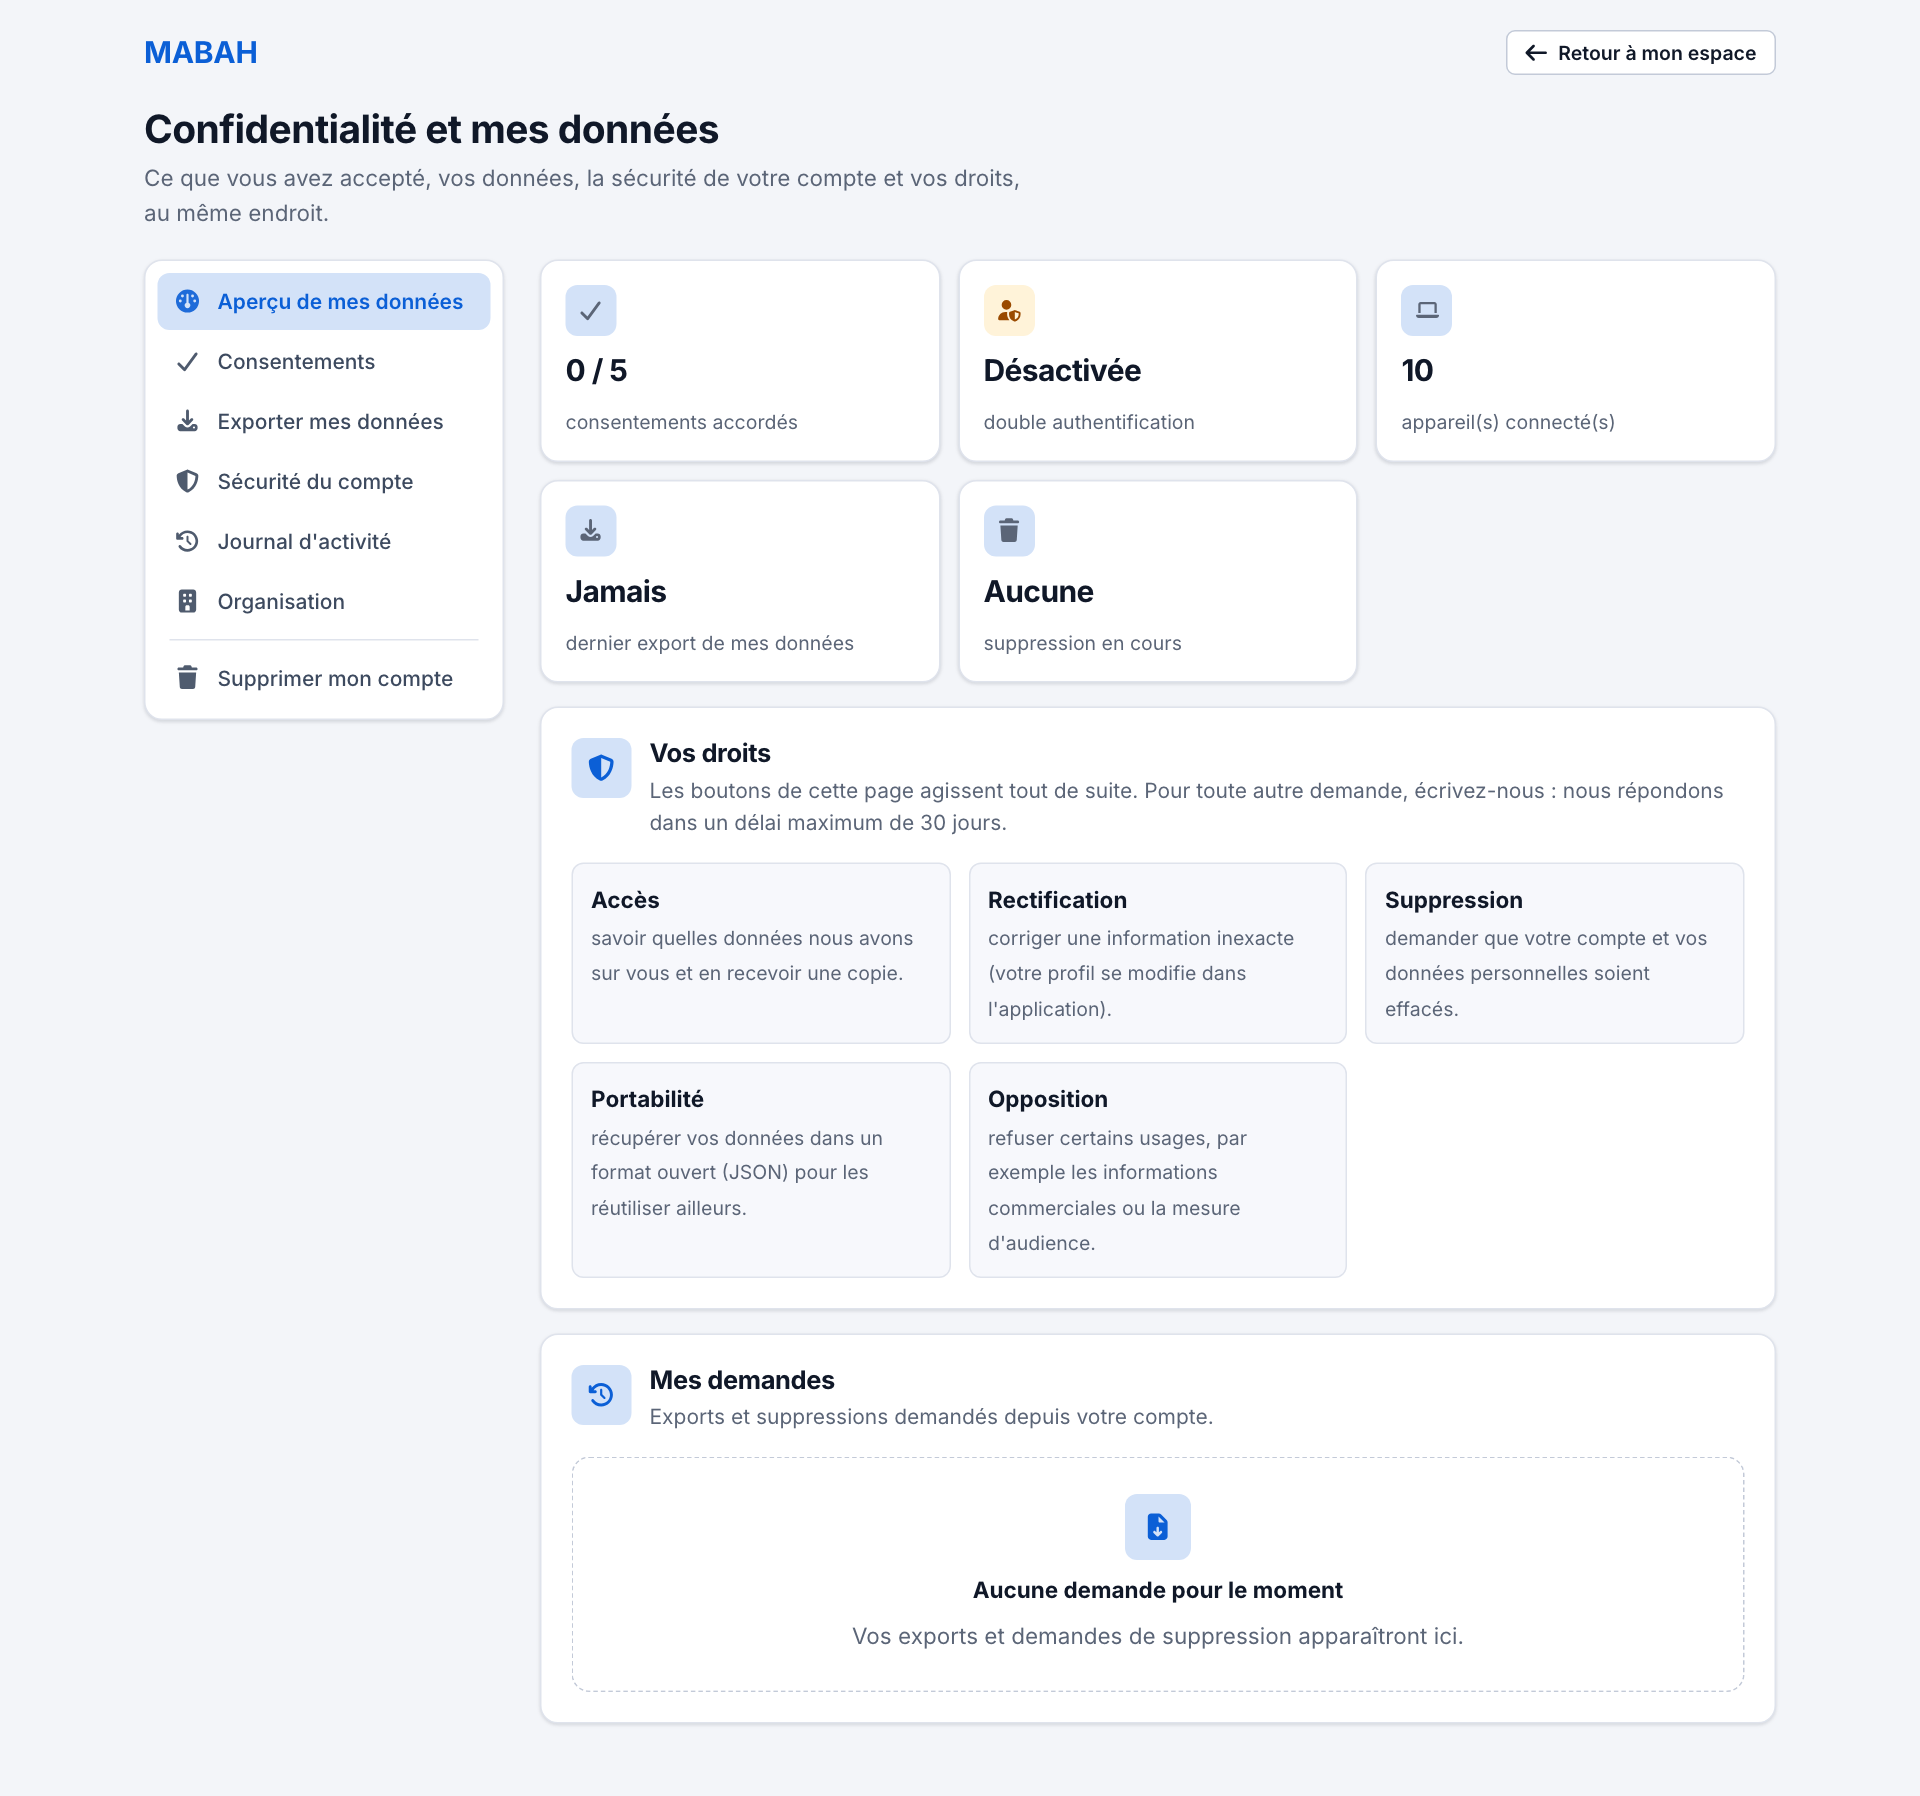 MABAH
Retour à mon espace
Confidentialité et mes données
Ce que vous avez accepté, vos données, la sécurité de votre compte et vos droits,
au même endroit.
Aperçu de mes données
Consentements
Exporter mes données
Sécurité du compte
Journal d'activité
Organisation
Supprimer mon compte
0 / 5
consentements accordés
Désactivée
double authentification
10
appareil(s) connecté(s)
Jamais
dernier export de mes données
Aucune
suppression en cours
Vos droits
Les boutons de cette page agissent tout de suite. Pour toute autre demande, écrivez-nous : nous répondons
dans un délai maximum de 30 jours.
Accès
savoir quelles données nous avons
sur vous et en recevoir une copie.
Rectification
corriger une information inexacte
(votre profil se modifie dans
l'application).
Suppression
demander que votre compte et vos
données personnelles soient
effacés.
Portabilité
récupérer vos données dans un
format ouvert (JSON) pour les
réutiliser ailleurs.
Opposition
refuser certains usages, par
exemple les informations
commerciales ou la mesure
d'audience.
Mes demandes
Exports et suppressions demandés depuis votre compte.
Aucune demande pour le moment
Vos exports et demandes de suppression apparaîtront ici.